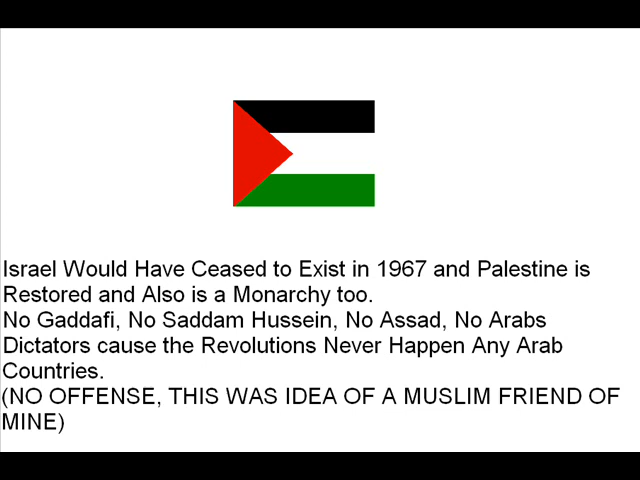 Israel Would Have Ceased to Exist in 1967 and Palestine is
Restored and Also is a Monarchy too.
No Gaddafi, No Saddam Hussein, No Assad, No Arabs
Dictators cause the Revolutions Never Happen Any Arab
Countries.
(NO OFFENSE, THIS WAS IDEA OF A MUSLIM FRIEND OF
MINE)